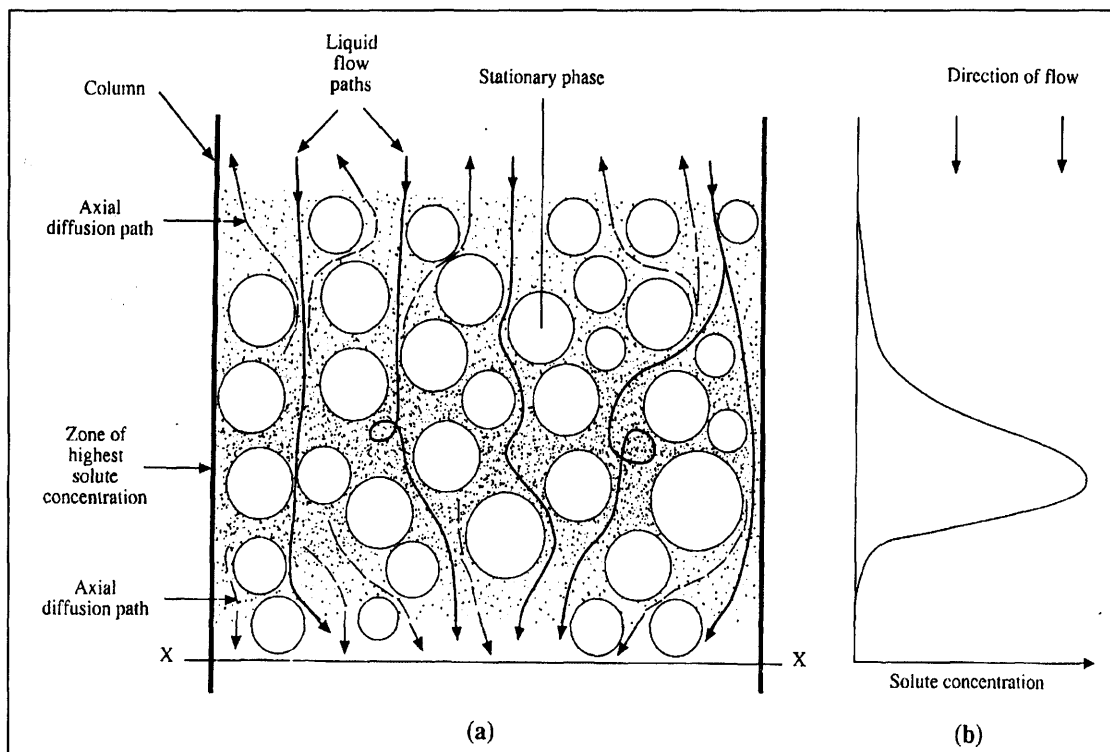 Liquid
flow
paths
Column
Stationary phase
Direction of flow
Axial
diffusion path
Zone of
highest
solute
concentration
Axial
diffusion path
X
X
Solute concentration
(a)
(b)